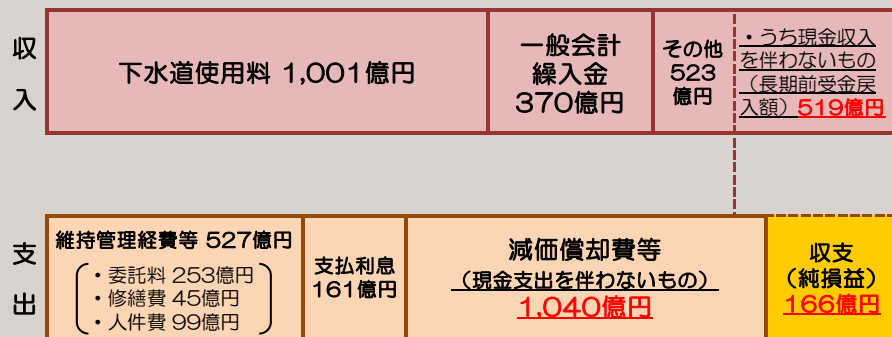 収
入
下水道使用料 1,001億円
一般会計
繰入金
370億円
その他
523
億円
・うち現金収入
を伴わないもの
（長期前受金戻
入額）519億円
支
出
維持管理経費等 527億円
・委託料 253億円
・修繕費 45億円
・人件費 99億円
支払利息
161億円
減価償却費等
（現金支出を伴わないもの）
1,040億円
収支
（純損益）
166億円